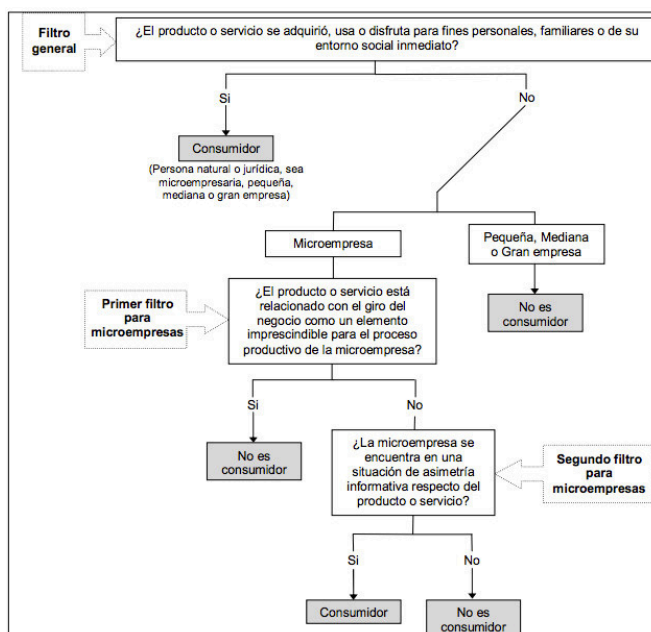 Filtro
general
¿El producto o servicio se adquirió, usa o disfruta para fines personales, familiares o de su
entorno social inmediato?
Si
No
Consumidor
(Persona natural o jurídica, sea
microempresaria, pequeña,
mediana o gran empresa)
Microempresa
Pequeña, Mediana
o Gran empresa
Primer filtro
para
microempresas
¿El producto o servicio está
relacionado con el giro del
negocio como un elemento
imprescindible para el proceso
productivo de la microempresa?
No es
consumidor
Si
No
No es
consumidor
¿La microempresa se
encuentra en una
situación de asimetría
informativa respecto del
producto o servicio?
Segundo filtro
para
microempresas
Si
No
Consumidor
No es
consumidor